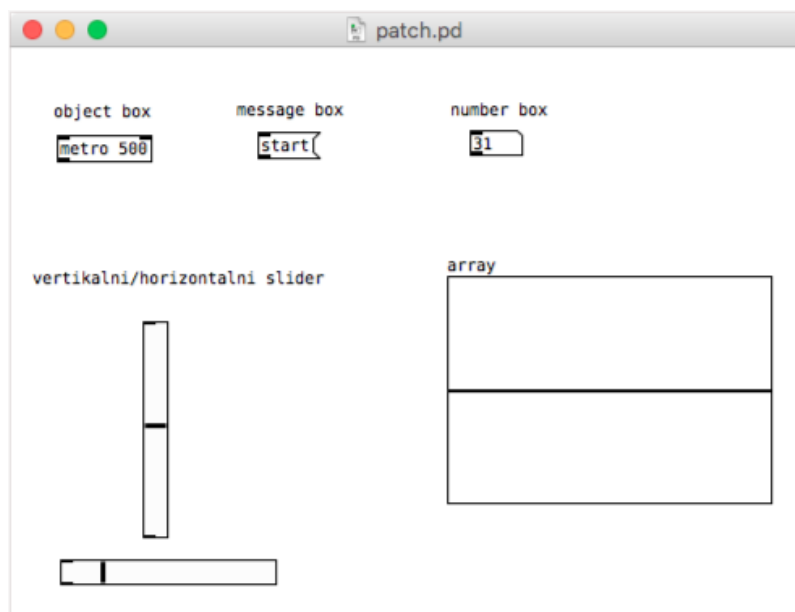 patch.pd
object box
message box
number box
metro 500
start
31
vertikalni/horizontalni slider
array